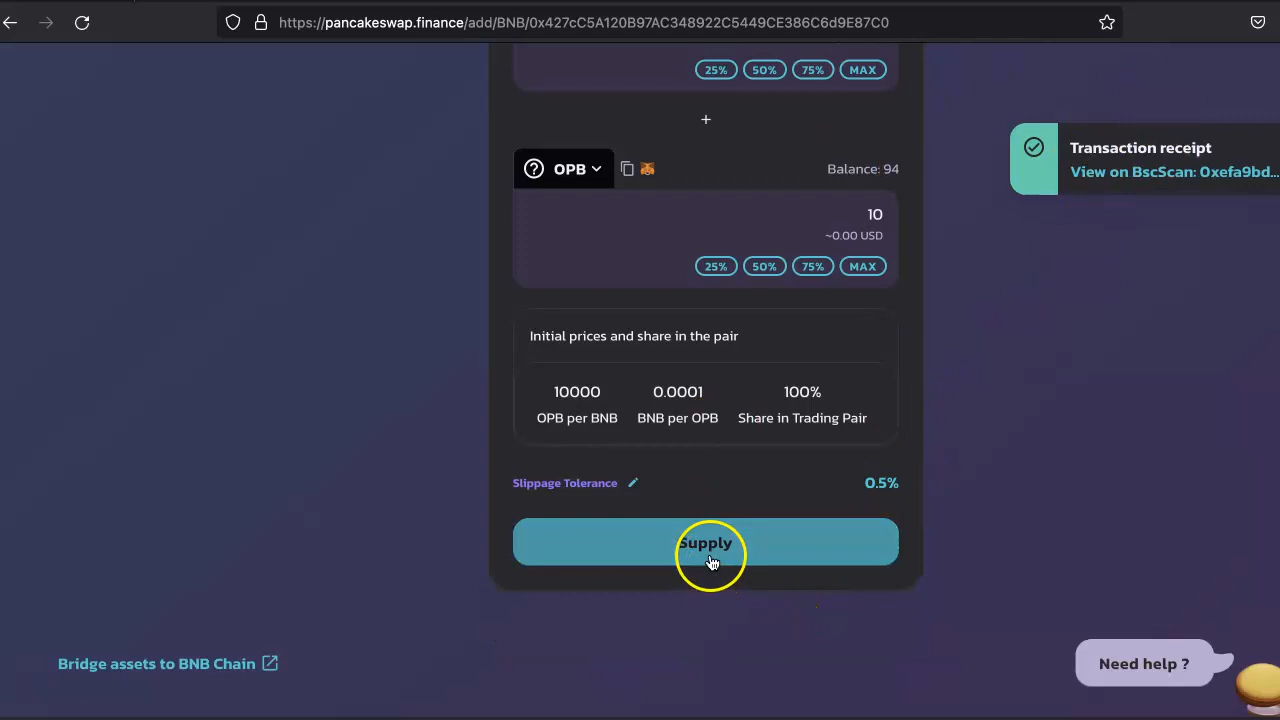 https://pancakeswap.finance/add/BNB/0x427cC5A120B97AC348922C5449CE386C6d9E87C0
25% 50% 75% MAX
+
Transaction receipt
View on BscScan: 0xefa9bd...
OPB Balance: 94
10
~0.00 USD
25% 50% 75% MAX
Initial prices and share in the pair
10000 0.0001 100%
OPB per BNB BNB per OPB Share in Trading Pair
Slippage Tolerance 0.5%
Supply
Bridge assets to BNB Chain
Need help ?